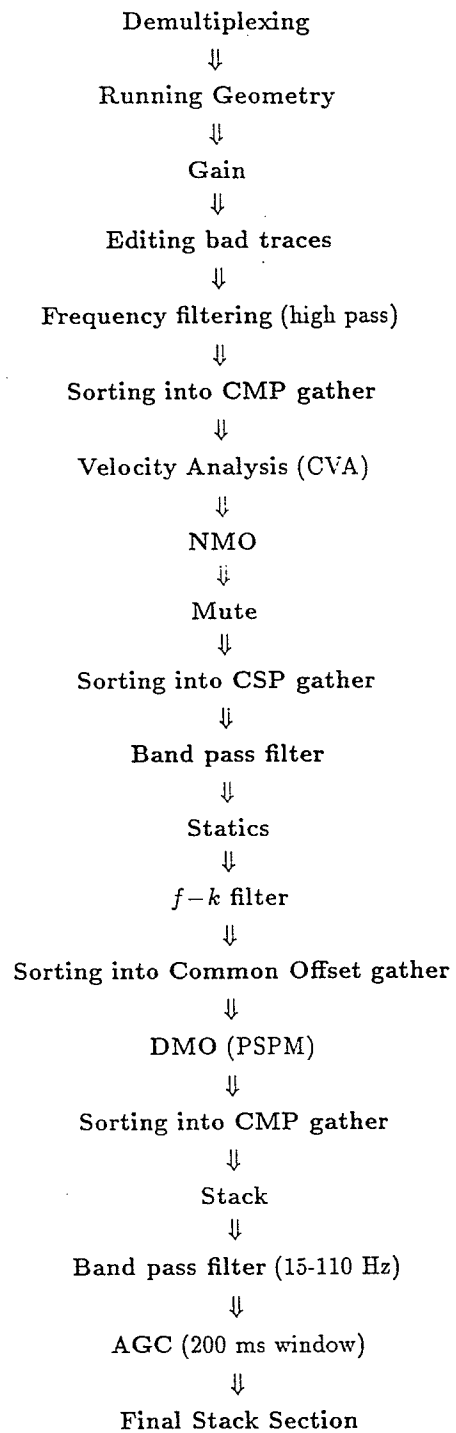 Demultiplexing
⇓
Running Geometry
⇓
Gain
⇓
Editing bad traces
⇓
Frequency filtering (high pass)
⇓
Sorting into CMP gather
⇓
Velocity Analysis (CVA)
⇓
NMO
⇓
Mute
⇓
Sorting into CSP gather
⇓
Band pass filter
⇓
Statics
⇓
f−k filter
⇓
Sorting into Common Offset gather
⇓
DMO (PSPM)
⇓
Sorting into CMP gather
⇓
Stack
⇓
Band pass filter (15-110 Hz)
⇓
AGC (200 ms window)
⇓
Final Stack Section